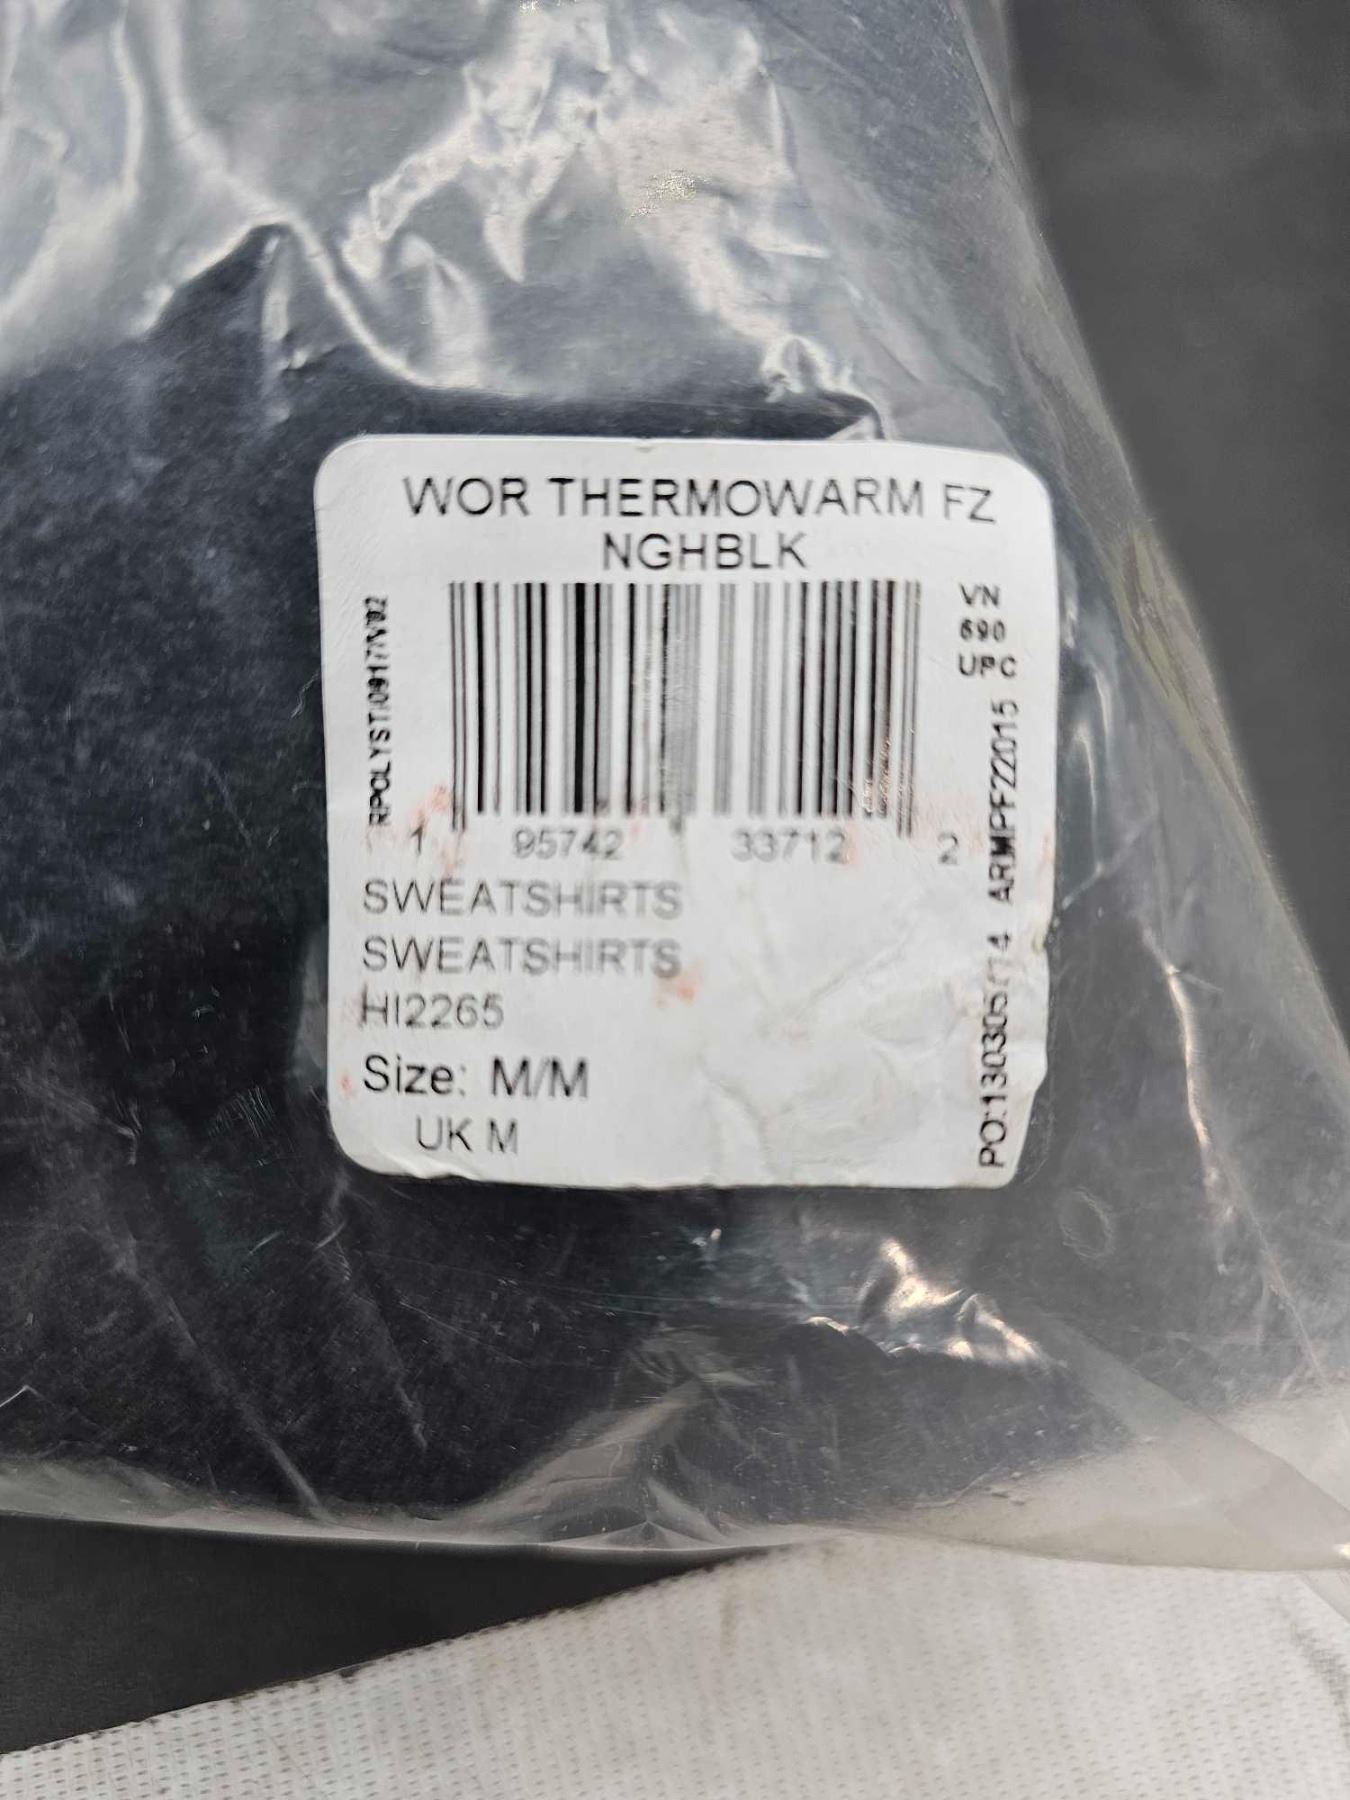 WOR THERMOWARM FZ
NGHBLK
VN
690
UPC
RPOLYST/0917/V02
1 95742 33712 2
SWEATSHIRTS
SWEATSHIRTS
HI2265
Size: M/M
UK M
ARMPF22015